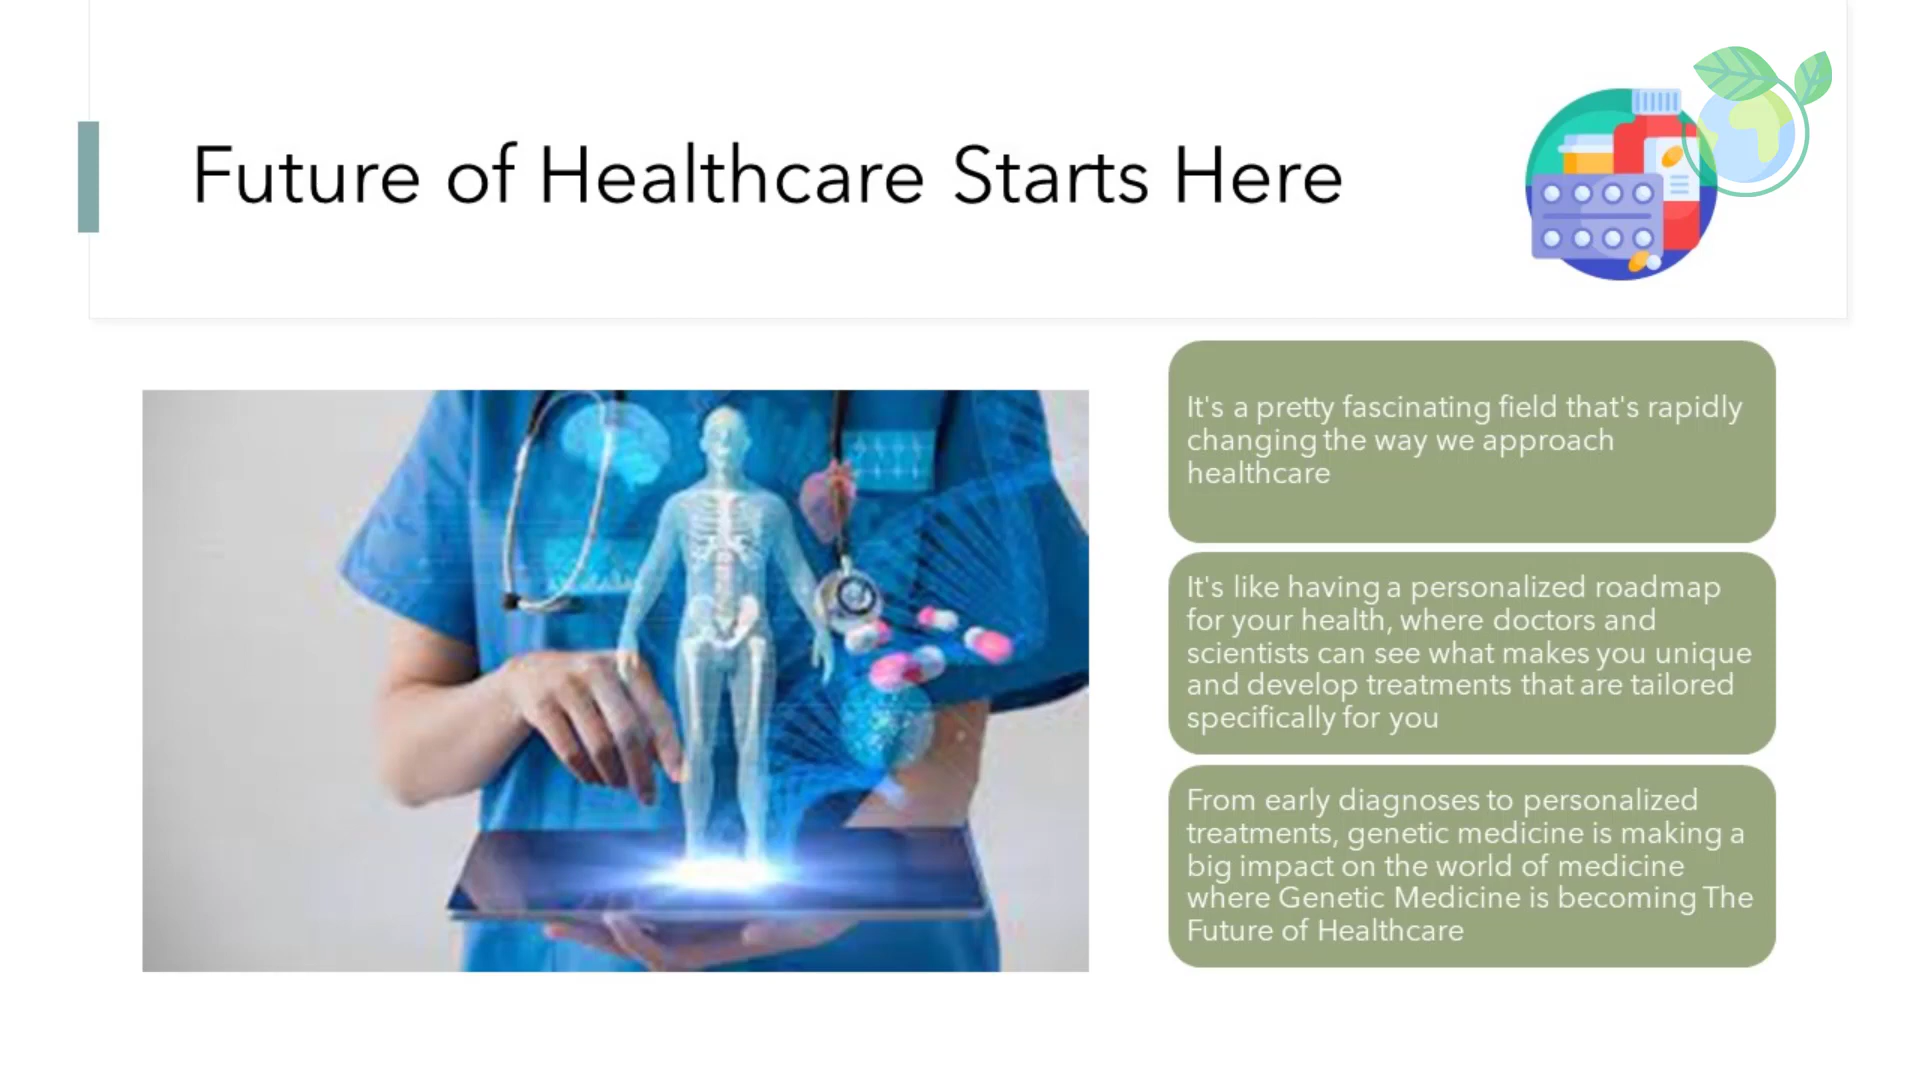 Future of Healthcare Starts Here
It's a pretty fascinating field that's rapidly
changing the way we approach
healthcare
It's like having a personalized roadmap
for your health, where doctors and
scientists can see what makes you unique
and develop treatments that are tailored
specifically for you
From early diagnoses to personalized
treatments, genetic medicine is making a
big impact on the world of medicine
where Genetic Medicine is becoming The
Future of Healthcare